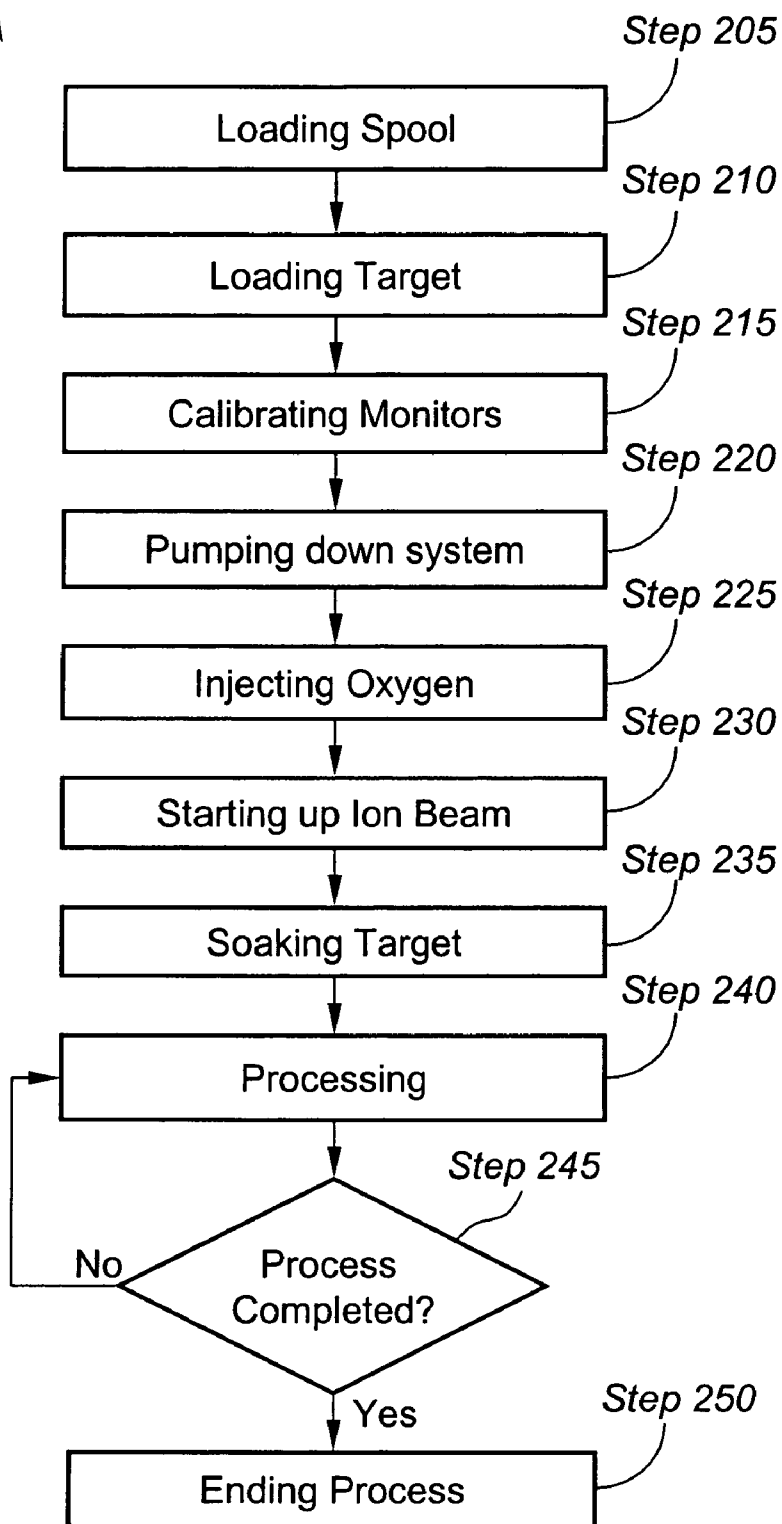 Step 205
Loading Spool
Step 210
Loading Target
Step 215
Calibrating Monitors
Step 220
Pumping down system
Step 225
Injecting Oxygen
Step 230
Starting up Ion Beam
Step 235
Soaking Target
Step 240
Processing
Step 245
No
Process
Completed?
Yes
Step 250
Ending Process